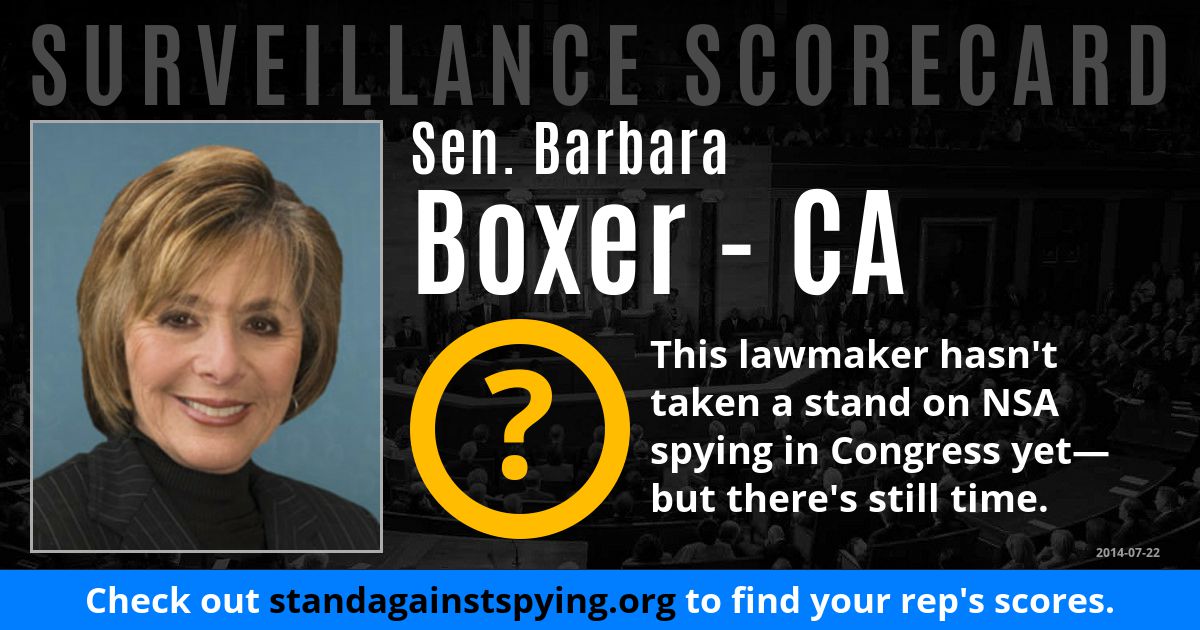 SURVEILLANCE SCORECARD
Sen. Barbara
Boxer - CA
?
This lawmaker hasn't
taken a stand on NSA
spying in Congress yet—
but there's still time.
2014-07-22
Check out standagainstspying.org to find your rep's scores.